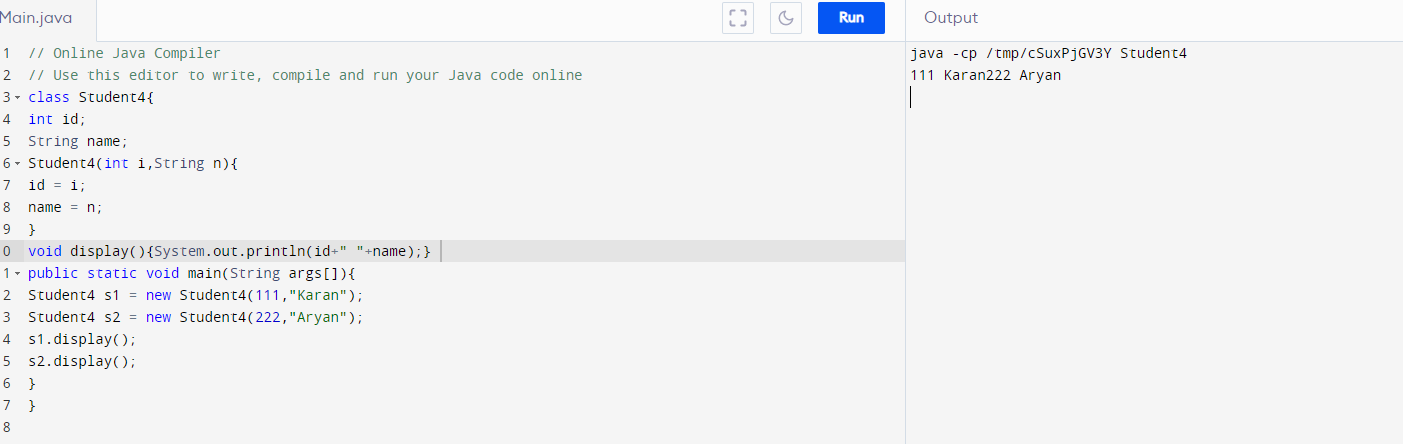 Main.java
Run
Output
1 // Online Java Compiler
2 // Use this editor to write, compile and run your Java code online
3 class Student4{
4 int id;
5 String name;
6 Student4(int i,String n){
7 id = i;
8 name = n;
9 }
0 void display(){System.out.println(id+" "+name);}
1 public static void main(String args[]){
2 Student4 s1 = new Student4(111,"Karan");
3 Student4 s2 = new Student4(222,"Aryan");
4 s1.display();
5 s2.display();
6 }
7 }
8
java -cp /tmp/cSuxPjGV3Y Student4
111 Karan222 Aryan